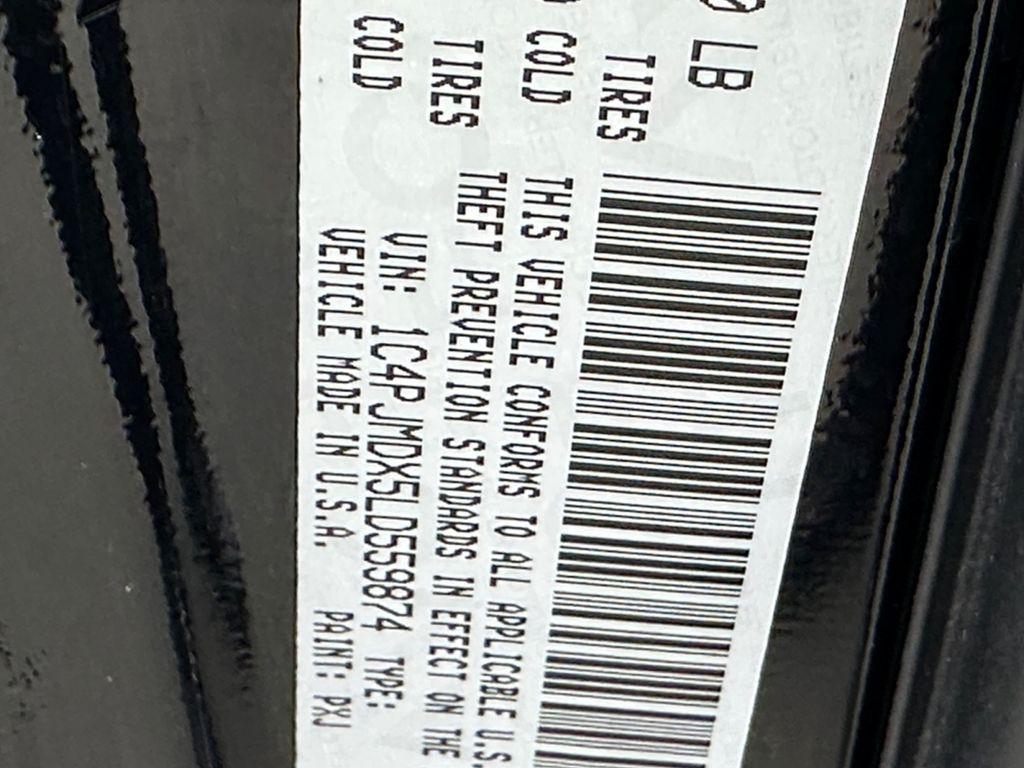 0 LB
TIRES
COLD
TIRES
COLD
THIS VEHICLE CONFORMS TO ALL APPLICABLE U.S.
THEFT PREVENTION STANDARDS IN EFFECT ON THE
VIN: 1C4PJMDX5LD559874 TYPE:
VEHICLE MADE IN U.S.A. PAINT: PXJ